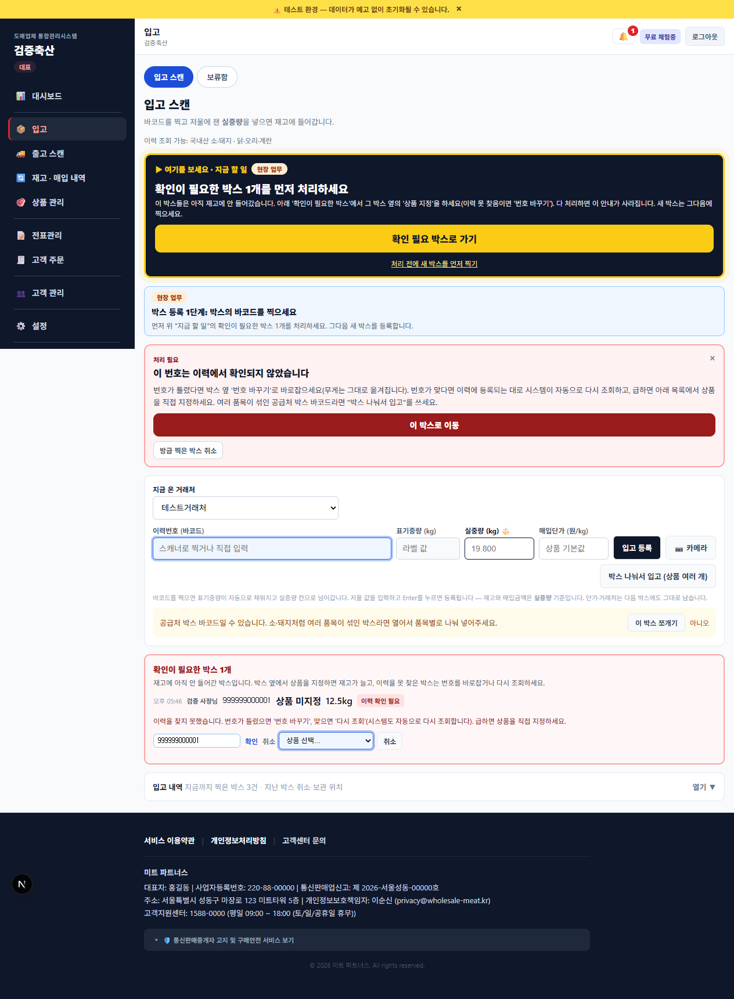 ⚠️ 테스트 환경 — 데이터가 예고 없이 초기화될 수 있습니다. ✕
도매업체 통합관리시스템
검증축산
대표
대시보드
입고
출고 스캔
재고 · 매입 내역
상품 관리
전표관리
고객 주문
고객 관리
설정
입고
검증축산
1
무료 체험중
로그아웃
입고 스캔
보류함
입고 스캔
바코드를 찍고 저울에 잰 실중량을 넣으면 재고에 들어갑니다.
이력 조회 가능: 국내산 소·돼지 · 닭·오리·계란
▶ 여기를 보세요 · 지금 할 일 현장 업무
확인이 필요한 박스 1개를 먼저 처리하세요
이 박스들은 아직 재고에 안 들어갔습니다. 아래 '확인이 필요한 박스'에서 그 박스 옆의 '상품 지정'을 하세요(이력 못 찾음이면 '번호 바꾸기'). 다 처리하면 이 안내가 사라집니다. 새 박스는 그다음에
찍으세요.
확인 필요 박스로 가기
처리 전에 새 박스를 먼저 찍기
현장 업무
박스 등록 1단계: 박스의 바코드를 찍으세요
먼저 위 "지금 할 일"의 확인이 필요한 박스 1개를 처리하세요. 그다음 새 박스를 등록합니다.
처리 필요
✕
이 번호는 이력에서 확인되지 않았습니다
번호가 틀렸다면 박스 옆 '번호 바꾸기'로 바로잡으세요(무게는 그대로 옮겨집니다). 번호가 맞다면 이력에 등록되는 대로 시스템이 자동으로 다시 조회하고, 급하면 아래 목록에서 상품
을 직접 지정하세요. 여러 품목이 섞인 공급처 박스 바코드라면 "박스 나눠서 입고"를 쓰세요.
이 박스로 이동
방금 찍은 박스 취소
지금 온 거래처
테스트거래처
이력번호 (바코드)
표기중량 (kg)
실중량 (kg)
매입단가 (원/kg)
스캐너로 찍거나 직접 입력
라벨 값
19.800
상품 기본값
입고 등록
카메라
박스 나눠서 입고 (상품 여러 개)
바코드를 찍으면 표기중량이 자동으로 채워지고 실중량 칸으로 넘어갑니다. 저울 값을 입력하고 Enter를 누르면 등록됩니다 — 재고와 매입금액은 실중량 기준입니다. 단가·거래처는 다음 박스에도 그대로 남습니다.
공급처 박스 바코드일 수 있습니다. 소·돼지처럼 여러 품목이 섞인 박스라면 열어서 품목별로 나눠 넣어주세요.
이 박스 쪼개기
아니오
확인이 필요한 박스 1개
재고에 아직 안 들어간 박스입니다. 박스 옆에서 상품을 지정하면 재고가 늘고, 이력을 못 찾은 박스는 번호를 바로잡거나 다시 조회하세요.
오후 05:46 검증 사장님 999999000001 상품 미지정 12.5kg 이력 확인 필요
이력을 찾지 못했습니다. 번호가 틀렸으면 '번호 바꾸기', 맞으면 '다시 조회'(시스템도 자동으로 다시 조회합니다). 급하면 상품을 직접 지정하세요.
999999000001 확인 취소 상품 선택... 취소
입고 내역 지금까지 찍은 박스 3건 · 지난 박스 취소·보관 위치
열기 ▼
서비스 이용약관 | 개인정보처리방침 | 고객센터 문의
미트 파트너스
대표자: 홍길동 | 사업자등록번호: 220-88-00000 | 통신판매업신고: 제 2026-서울성동-00000호
주소: 서울특별시 성동구 마장로 123 미트타워 5층 | 개인정보보호책임자: 이순신 (privacy@wholesale-meat.kr)
고객지원센터: 1588-0000 (평일 09:00 ~ 18:00 (토/일/공휴일 휴무))
N
‣ 통신판매중개자 고지 및 구매안전 서비스 보기
© 2026 미트 파트너스. All rights reserved.